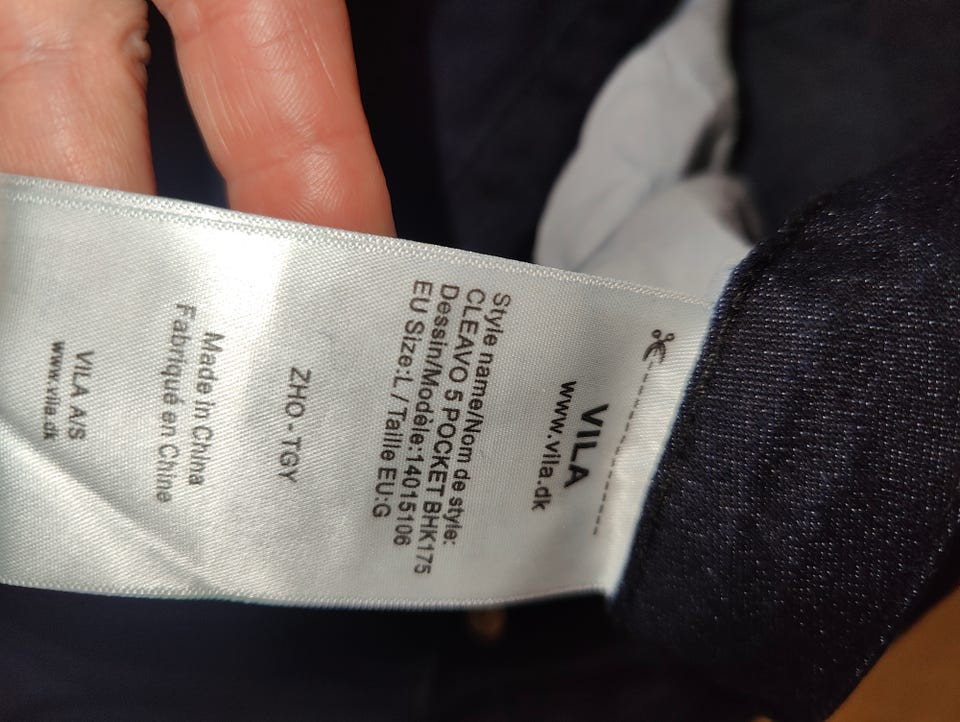 VILA
www.vila.dk
Style name/Nom de style:
CLEAVO 5 POCKET BHK175
Dessin/Modèle:14015106
EU Size:L / Taille EU:G
ZHO - TGY
Made in China
Fabriqué en Chine
VILA A/S
www.vila.dk